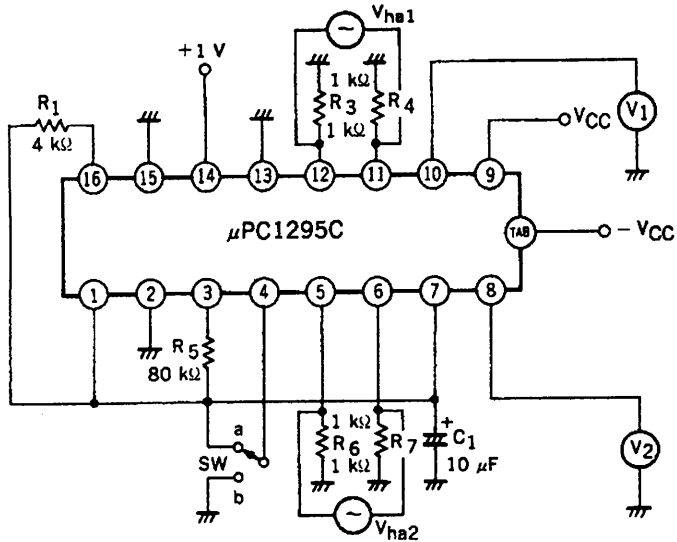 Vha1
+1 V
R1
4 kΩ
1 kΩ
R3
R4
1 kΩ
VCC
V1
16
15
14
13
12
11
10
9
μPC1295C
TAB
- VCC
1
2
3
4
5
6
7
8
R5
80 kΩ
a
SW
b
1 kΩ
R6
R7
1 kΩ
+
C1
10 μF
V2
Vha2